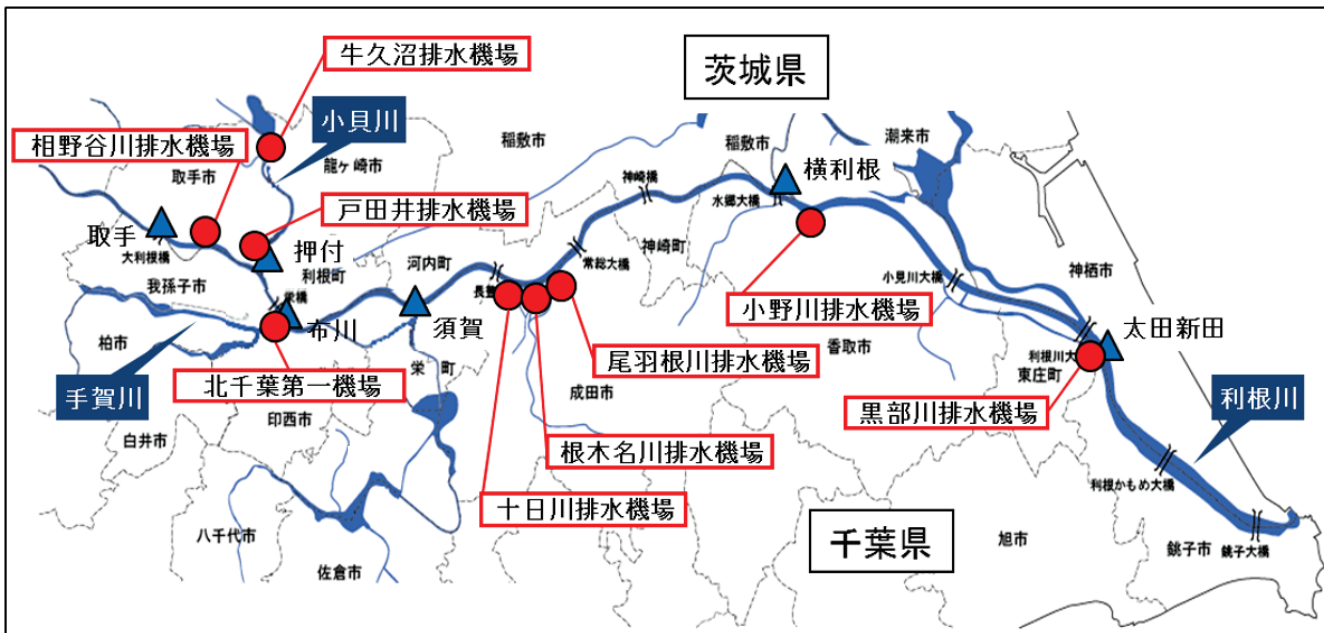 牛久沼排水機場
茨城県
小貝川
相野谷川排水機場
取手市
龍ヶ崎市
稲敷市
稲敷市
潮来市
神崎橋
横利根
水郷大橋
戸田井排水機場
取手
大利根橋
押付
利根町
河内町
常総大橋
神崎町
神栖市
小見川大橋
我孫子市
栄橋
布川
須賀
長豊
小野川排水機場
香取市
太田新田
利根川大
東庄町
柏市
手賀川
北千葉第一機場
栄町
尾羽根川排水機場
成田市
黒部川排水機場
利根川
白井市
印西市
根木名川排水機場
十日川排水機場
利根かもめ大橋
八千代市
佐倉市
千葉県
旭市
銚子市
銚子大橋